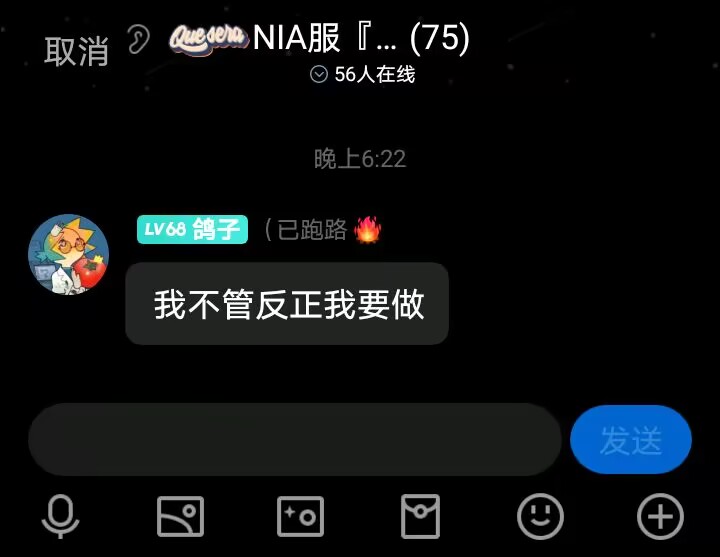 取消
Que sera NIA服『... (75)
56人在线
晚上6:22
LV68 鸽子 (已跑路🔥
我不管反正我要做
发送